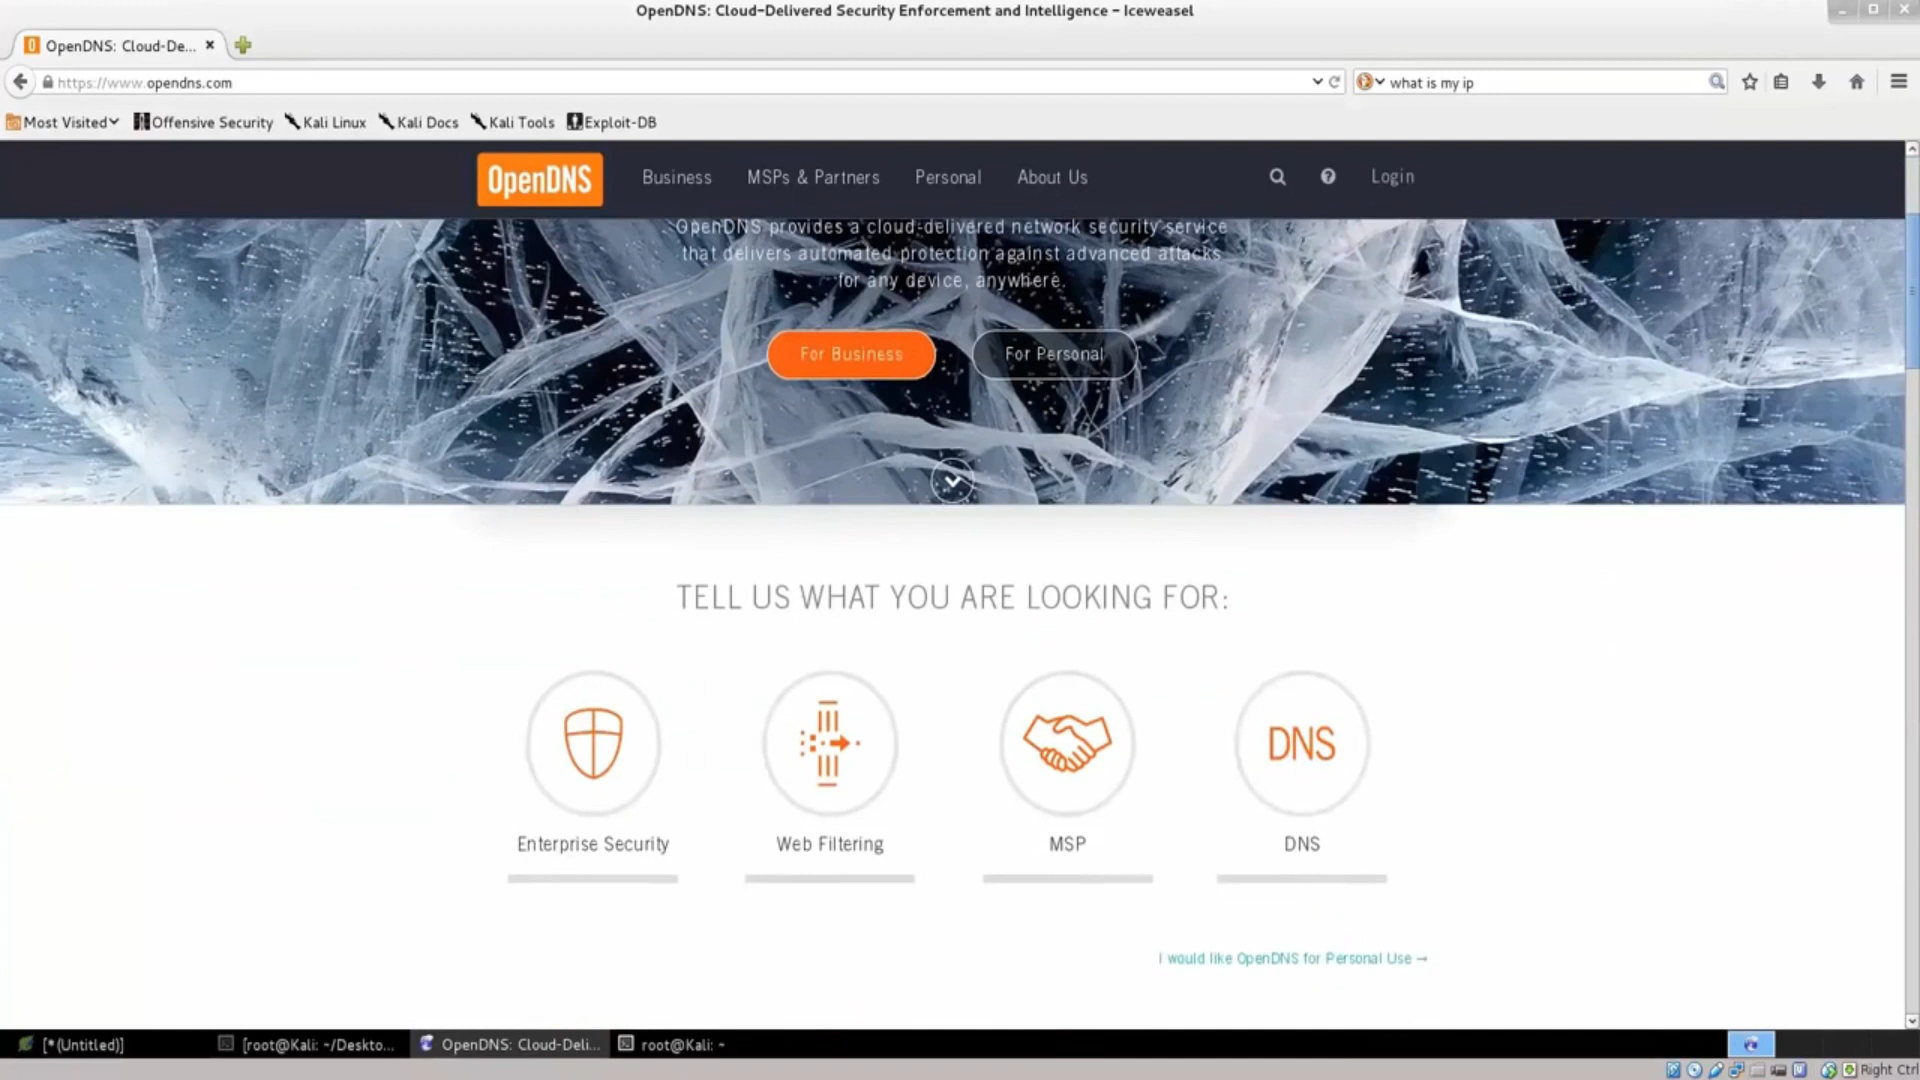 OpenDNS: Cloud-Delivered Security Enforcement and Intelligence - Iceweasel
OpenDNS: Cloud-De...
https://www.opendns.com
what is my ip
Most Visited
Offensive Security
Kali Linux
Kali Docs
Kali Tools
Exploit-DB
OpenDNS
Business
MSPs & Partners
Personal
About Us
Login
OpenDNS provides a cloud-delivered network security service
that delivers automated protection against advanced attacks
for any device, anywhere.
For Business
For Personal
TELL US WHAT YOU ARE LOOKING FOR:
DNS
Enterprise Security
Web Filtering
MSP
DNS
I would like OpenDNS for Personal Use →
[*(Untitled)]
[root@Kali: ~/Deskto...
OpenDNS: Cloud-Deli...
root@Kali: ~
Right Ctrl